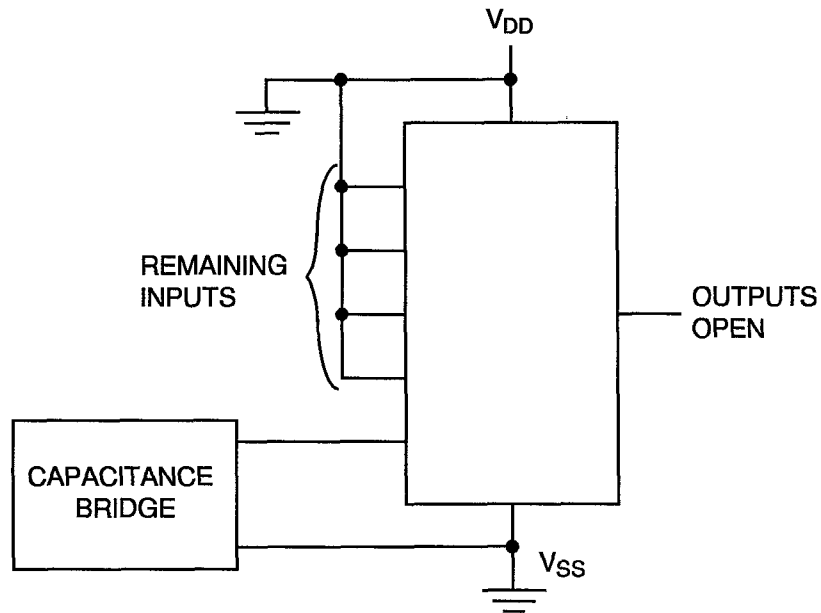 VDD
REMAINING
INPUTS
OUTPUTS
OPEN
CAPACITANCE
BRIDGE
VSS